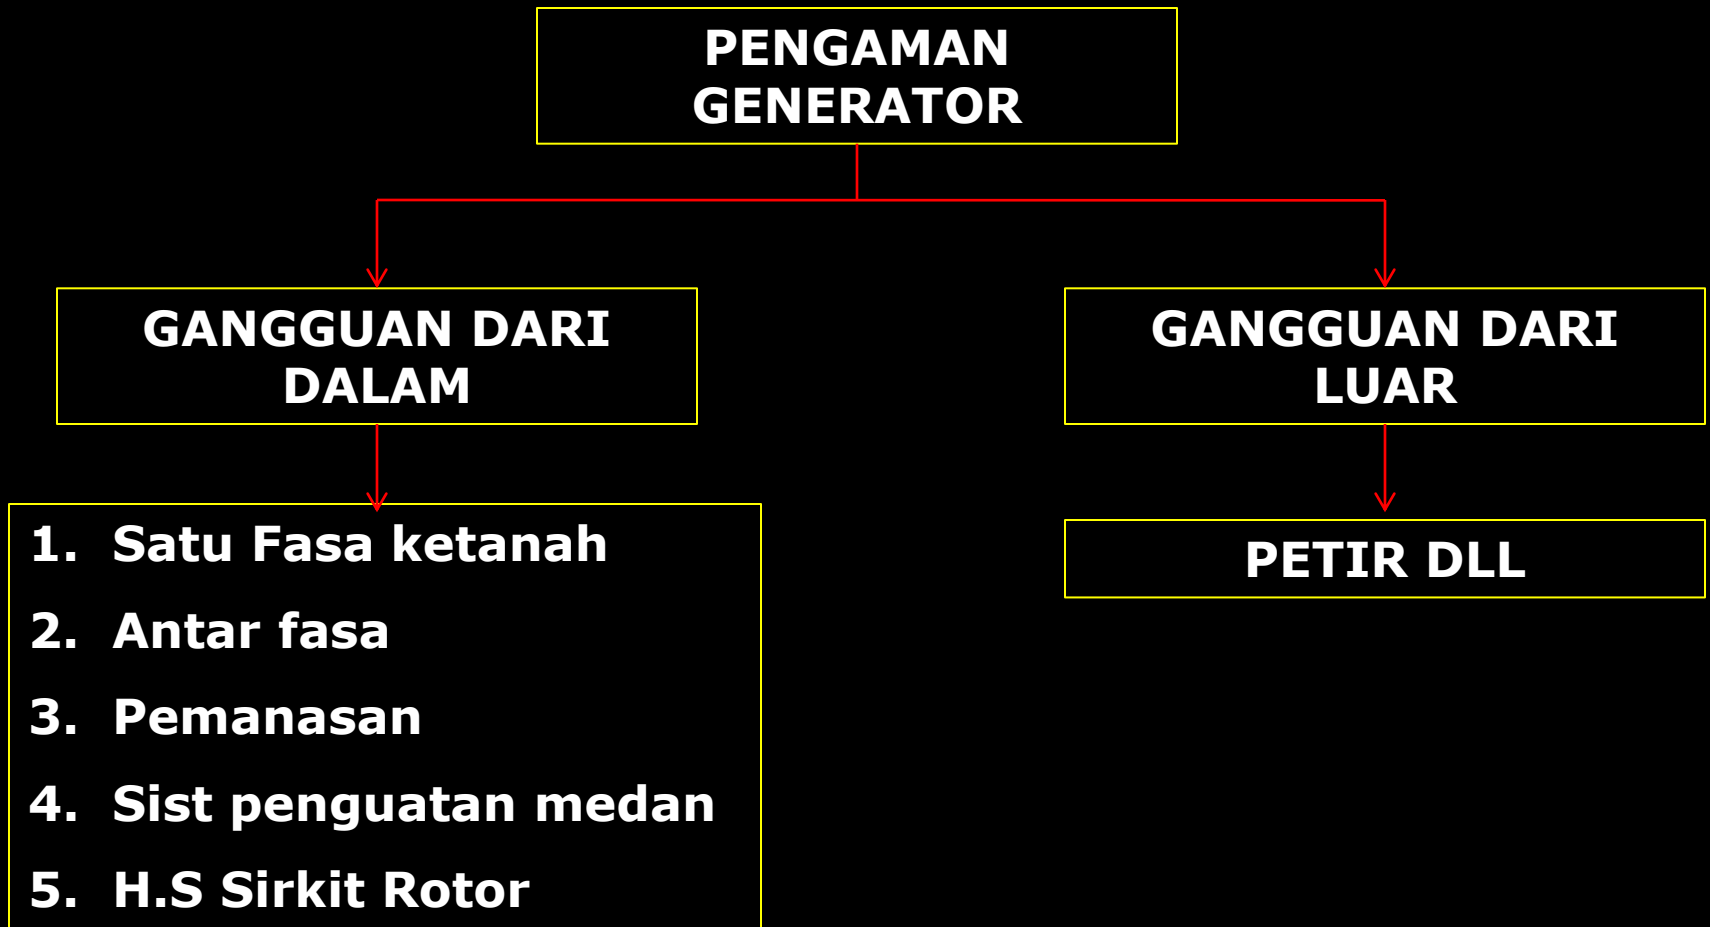 PENGAMAN
GENERATOR
GANGGUAN DARI
DALAM
GANGGUAN DARI
LUAR
1. Satu Fasa ketanah
2. Antar fasa
3. Pemanasan
4. Sist penguatan medan
5. H.S Sirkit Rotor
PETIR DLL